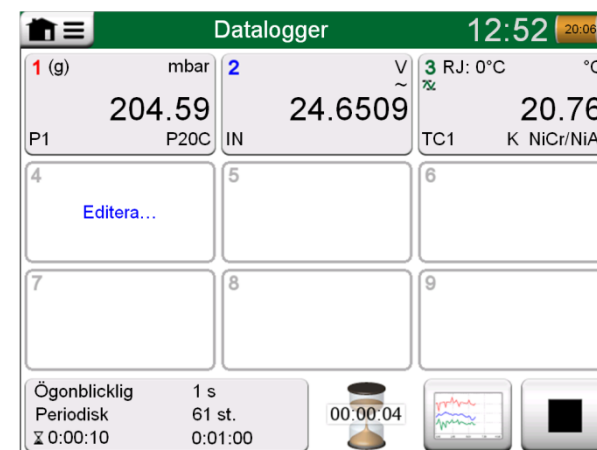 Datalogger 12:52 20:06
1 (g) mbar
204.59
P1 P20C
2 V
~
24.6509
IN
3 RJ: 0°C °C
20.76
TC1 K NiCr/NiA
4
Editera...
5
6
7
8
9
Ögonblicklig 1 s
Periodisk 61 st.
0:00:10 0:01:00
00:00:04